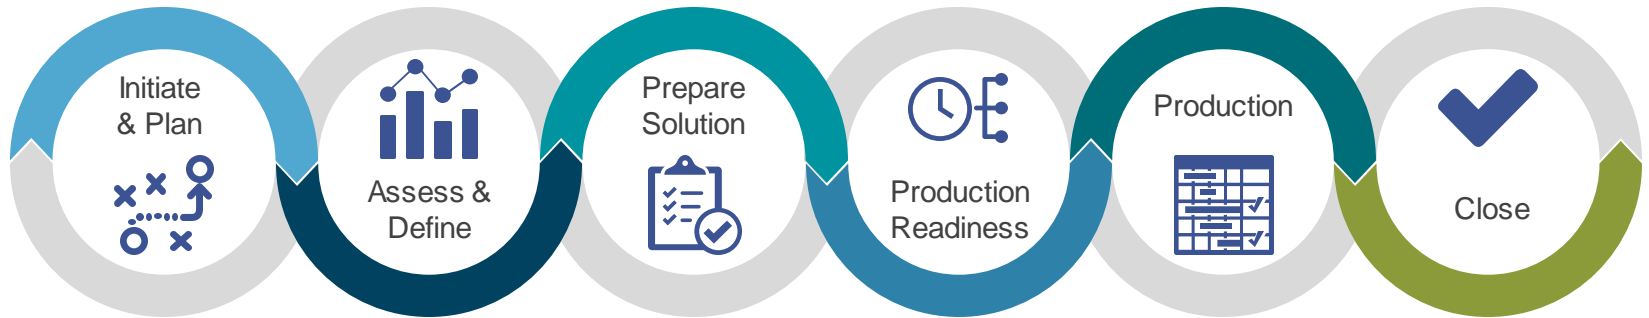 Initiate
& Plan
Assess &
Define
Prepare
Solution
Production
Readiness
Production
Close